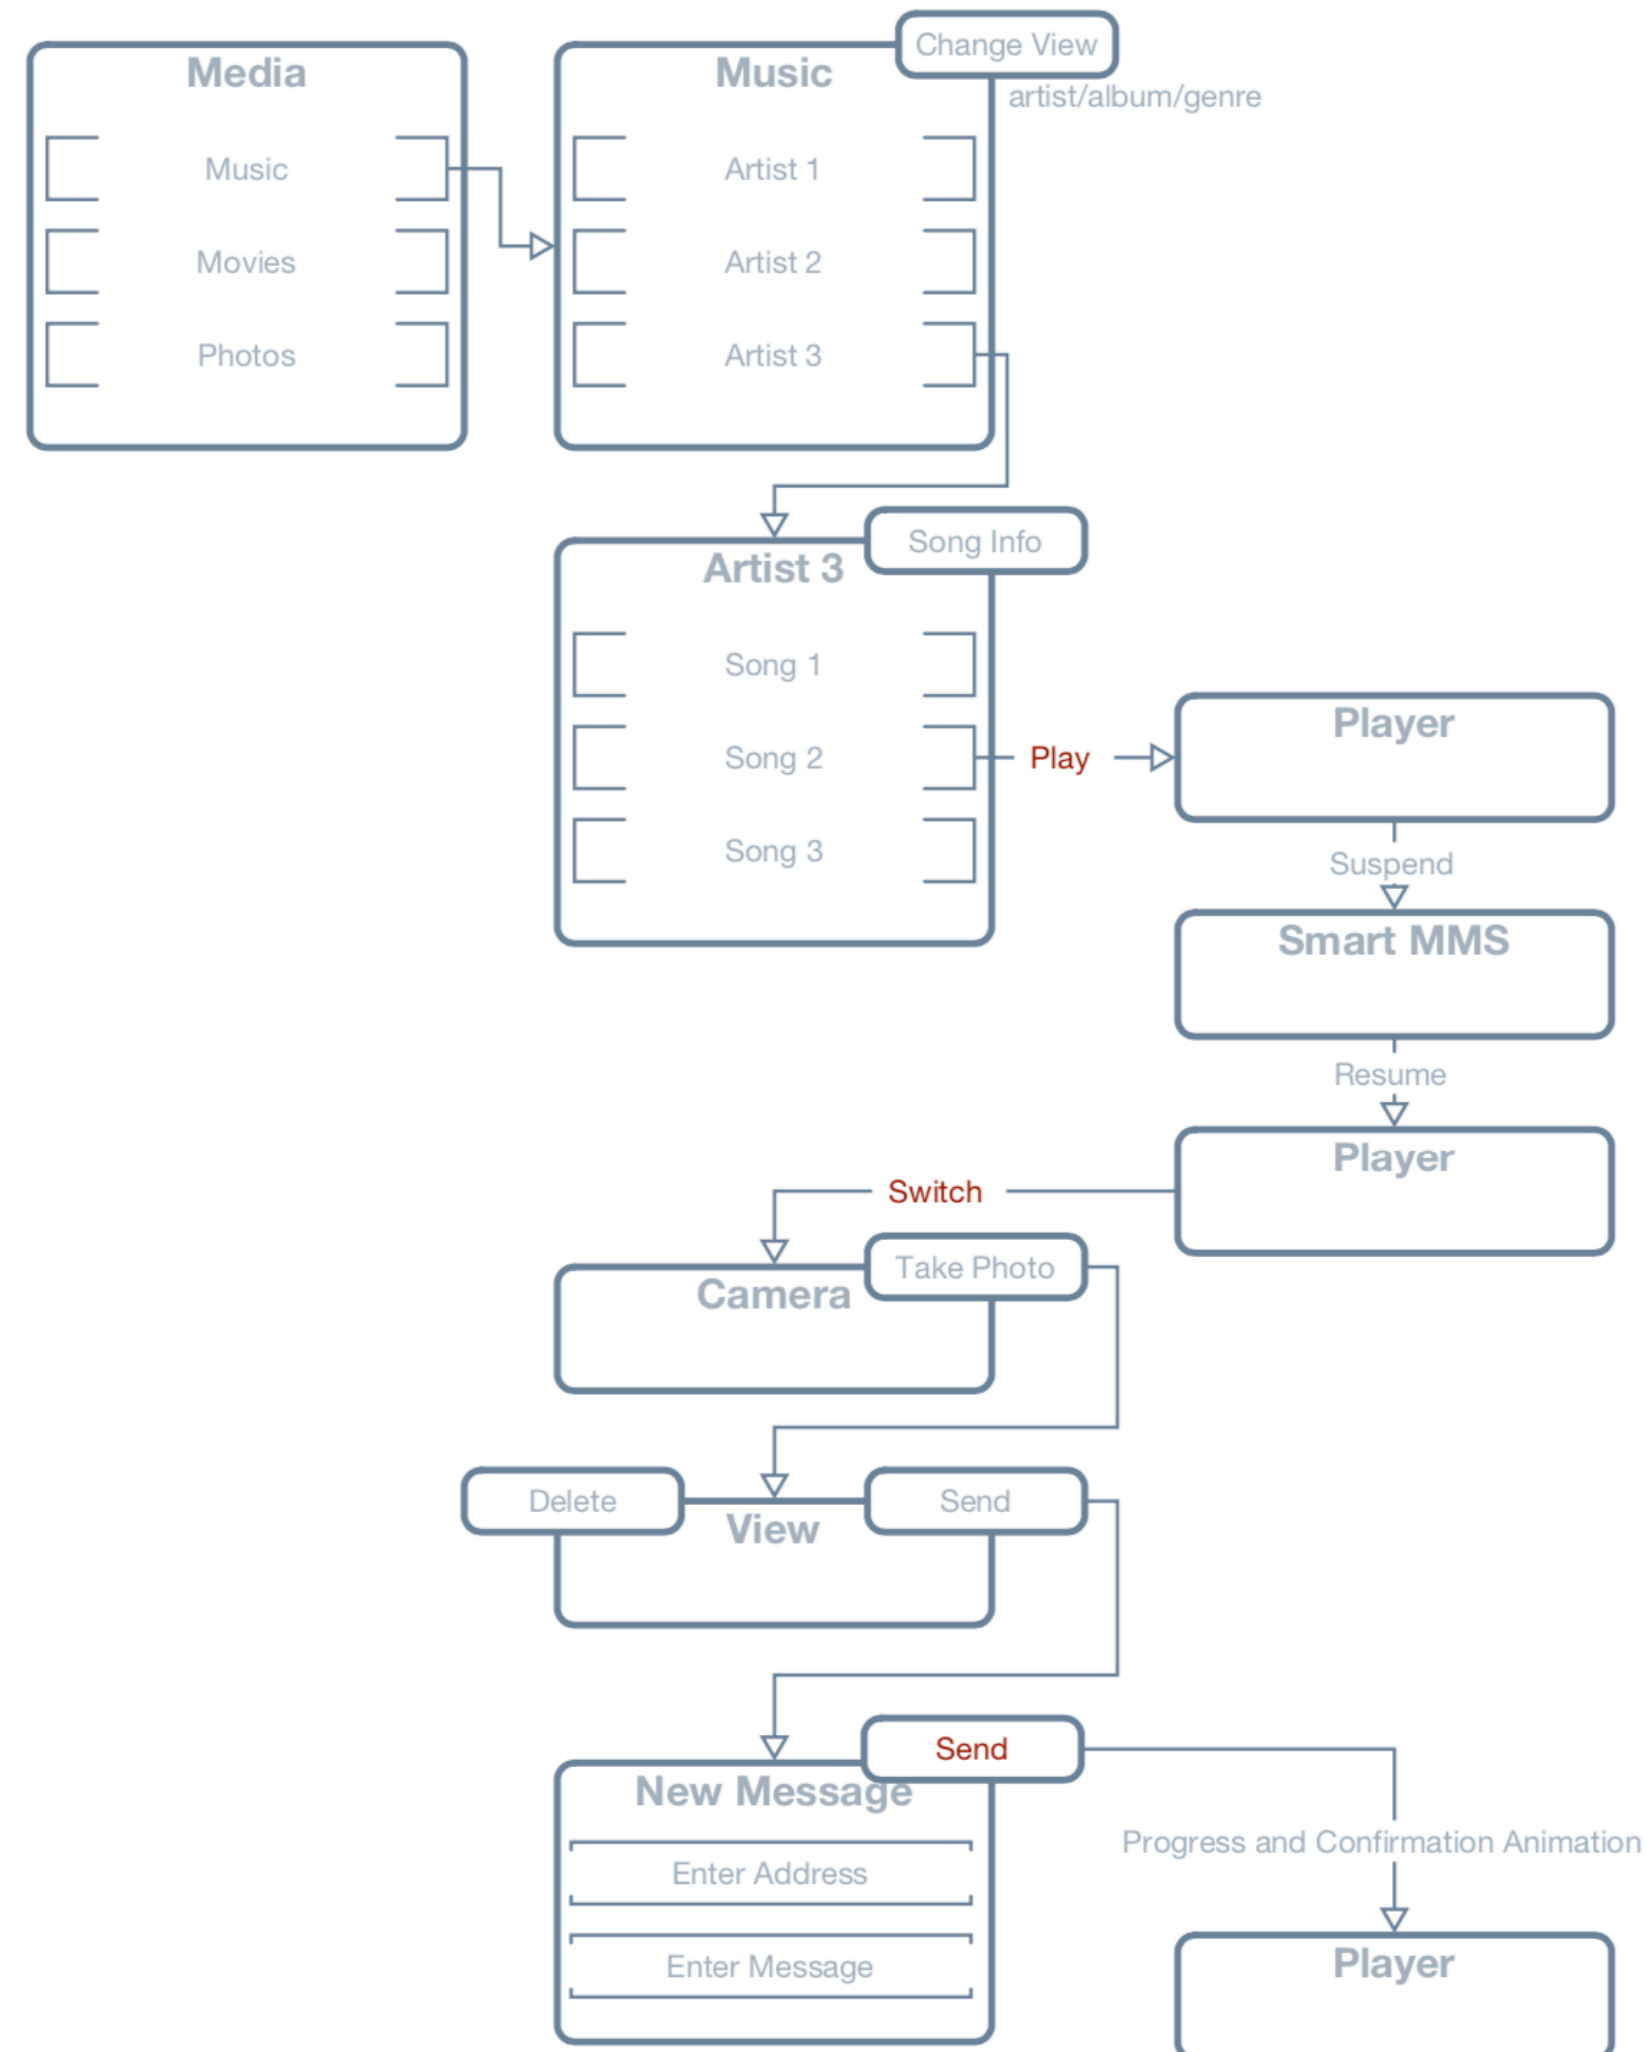 Change View
Media
Music
artist/album/genre
Music
Artist 1
Movies
Artist 2
Photos
Artist 3
Song Info
Artist 3
Song 1
Player
Song 2
Play
Song 3
Suspend
Smart MMS
Resume
Player
Switch
Take Photo
Camera
Delete
Send
View
Send
New Message
Progress and Confirmation Animation
Enter Address
Enter Message
Player